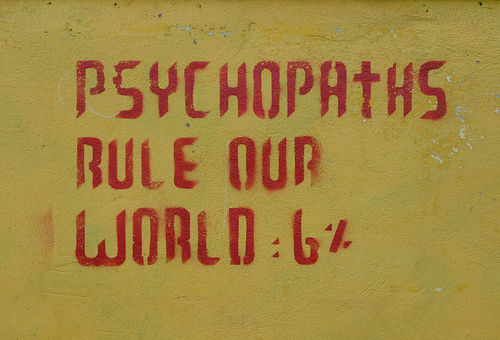 PSYCHOPATHS
RULE OUR
WORLD: 6%